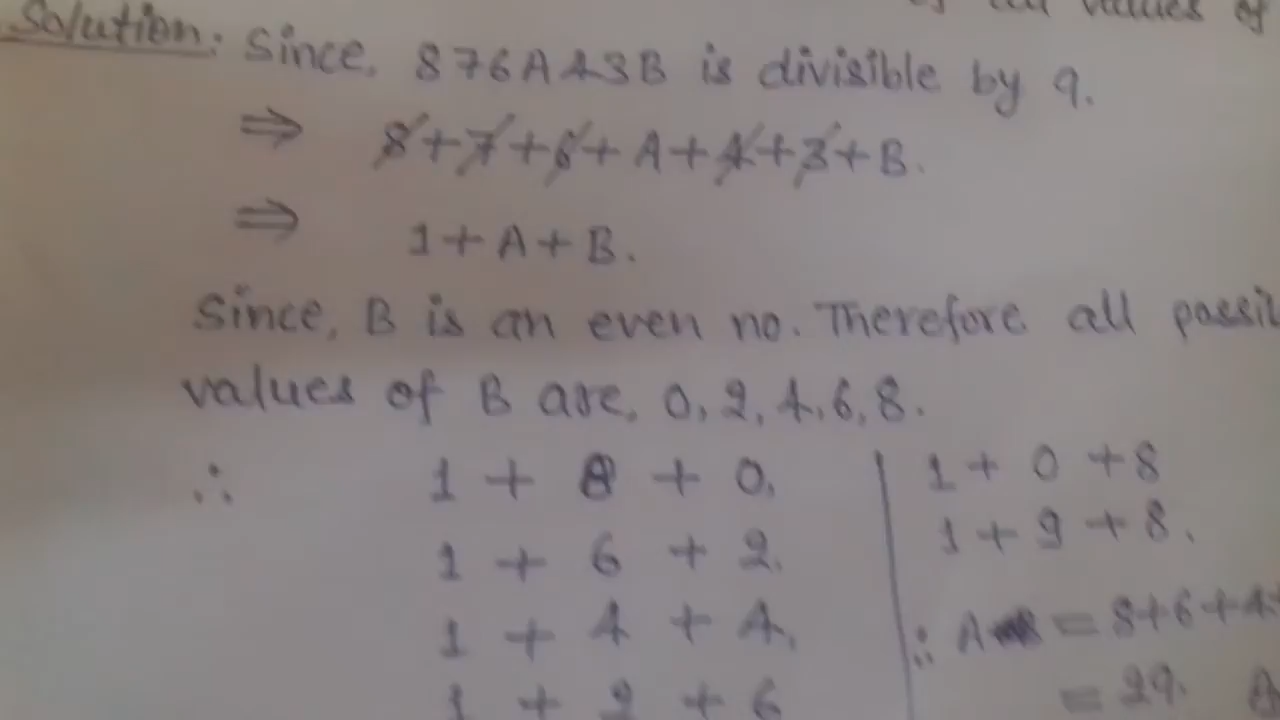 values of
Solution: Since, 876A43B is divisible by 9.
⇒ 8+7+6+A+4+3+B.
⇒ 1+A+B.
Since, B is an even no. Therefore all
values of B are, 0, 2, 4, 6, 8.
∴ 1 + 8 + 0.
1 + 6 + 2.
1 + 4 + 4.
1 + 2 + 6
1 + 0 + 8
1 + 9 + 8.
∴ A = 8+6+4+
= 29.